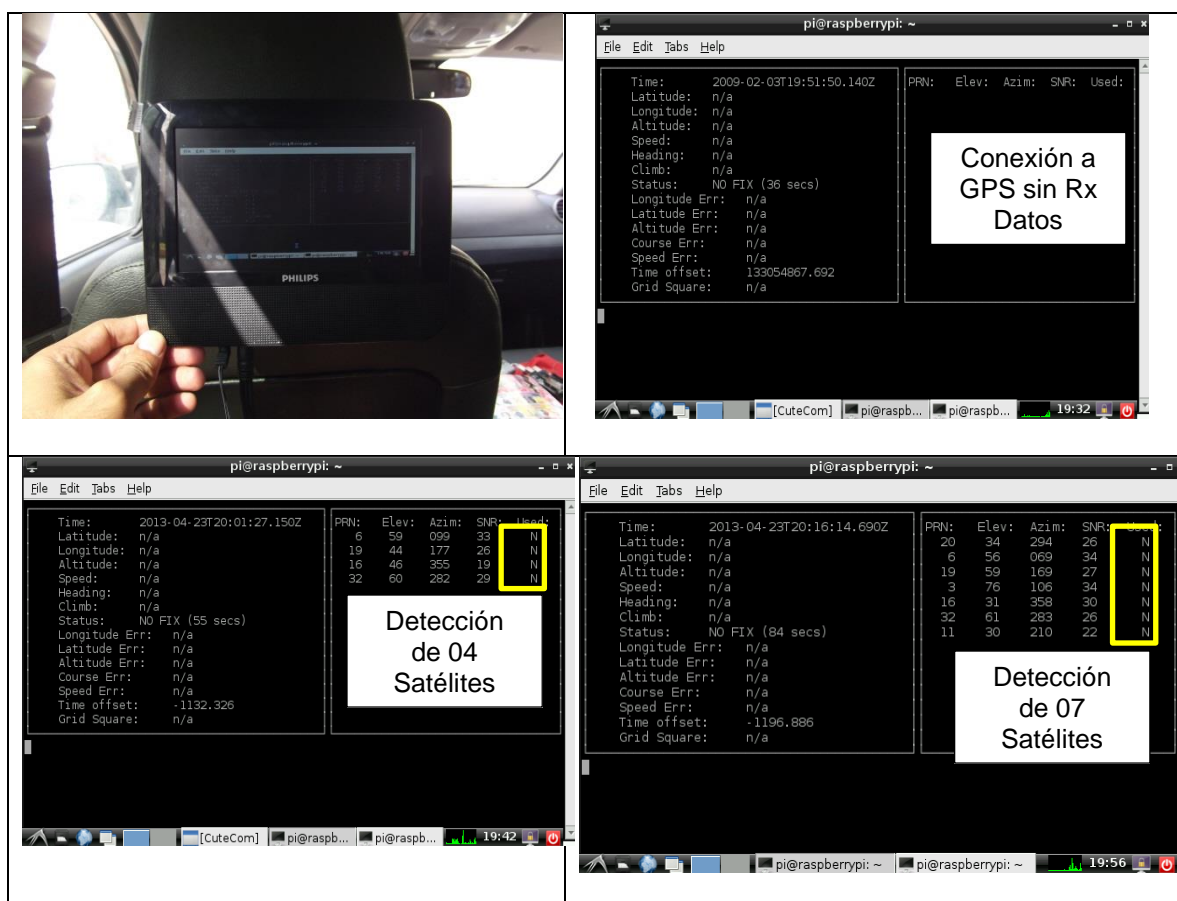 PHILIPS
pi@raspberrypi: ~
File Edit Tabs Help
Time: 2009-02-03T19:51:50.140Z
Latitude: n/a
Longitude: n/a
Altitude: n/a
Speed: n/a
Heading: n/a
Climb: n/a
Status: NO FIX (36 secs)
Longitude Err: n/a
Latitude Err: n/a
Altitude Err: n/a
Course Err: n/a
Speed Err: n/a
Time offset: 133054867.692
Grid Square: n/a
PRN: Elev: Azim: SNR: Used:
Conexión a
GPS sin Rx
Datos
[CuteCom] pi@raspb... pi@raspb... 19:32
pi@raspberrypi: ~
File Edit Tabs Help
Time: 2013-04-23T20:01:27.150Z
Latitude: n/a
Longitude: n/a
Altitude: n/a
Speed: n/a
Heading: n/a
Climb: n/a
Status: NO FIX (55 secs)
Longitude Err: n/a
Latitude Err: n/a
Altitude Err: n/a
Course Err: n/a
Speed Err: n/a
Time offset: -1132.326
Grid Square: n/a
PRN: Elev: Azim: SNR: Used:
6 59 099 33 N
19 44 177 26 N
16 46 355 19 N
32 60 282 29 N
Detección
de 04
Satélites
[CuteCom] pi@raspb... pi@raspb... 19:42
pi@raspberrypi: ~
File Edit Tabs Help
Time: 2013-04-23T20:16:14.690Z
Latitude: n/a
Longitude: n/a
Altitude: n/a
Speed: n/a
Heading: n/a
Climb: n/a
Status: NO FIX (84 secs)
Longitude Err: n/a
Latitude Err: n/a
Altitude Err: n/a
Course Err: n/a
Speed Err: n/a
Time offset: -1196.886
Grid Square: n/a
PRN: Elev: Azim: SNR: Used:
20 34 294 26 N
6 56 069 34 N
19 59 169 27 N
3 76 106 34 N
16 31 358 30 N
32 61 283 26 N
11 30 210 22 N
Detección
de 07
Satélites
pi@raspberrypi: ~ pi@raspberrypi: ~ 19:56